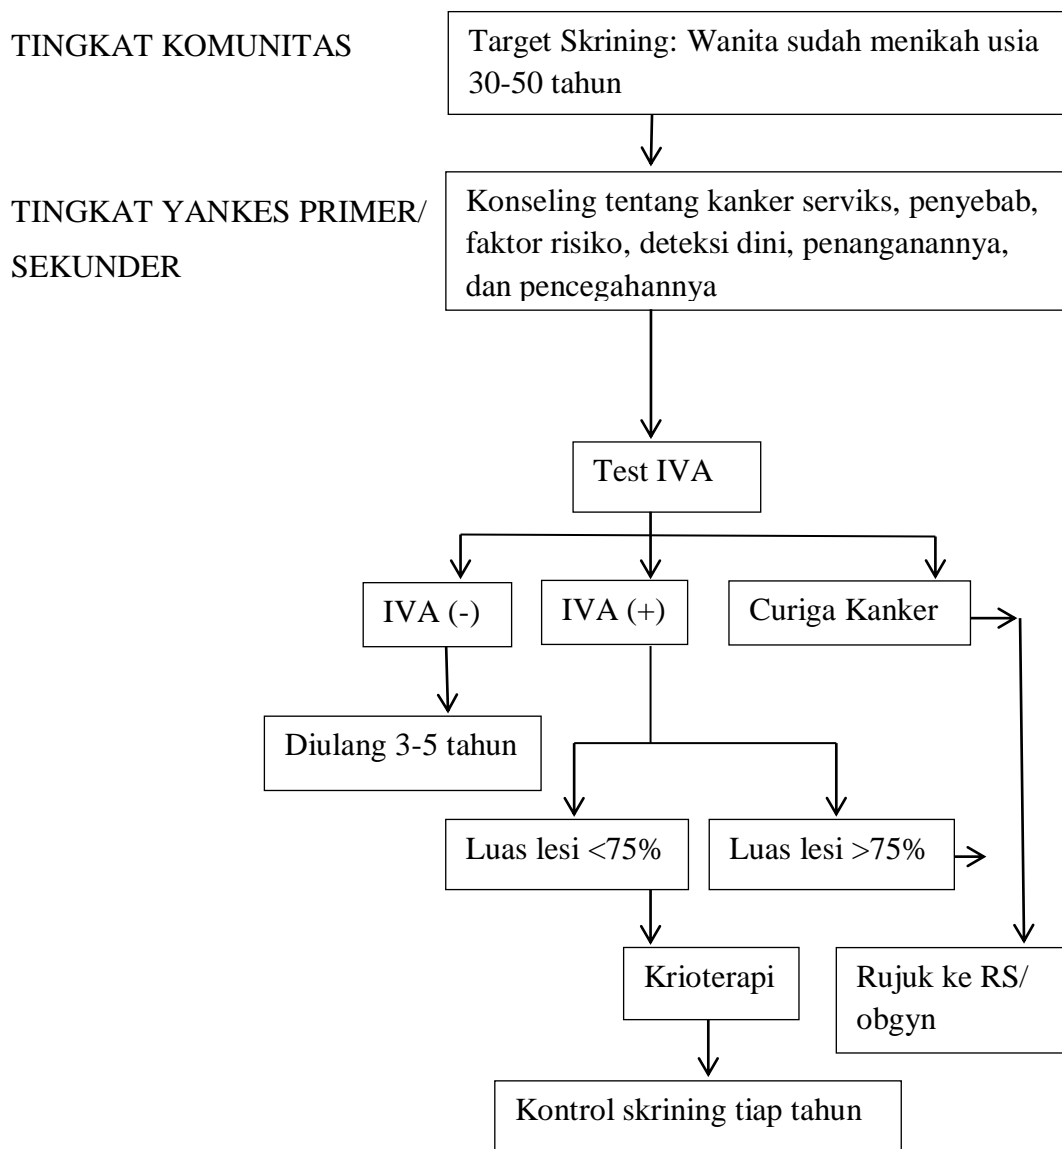 TINGKAT KOMUNITAS
Target Skrining: Wanita sudah menikah usia
30-50 tahun
TINGKAT YANKES PRIMER/
SEKUNDER
Konseling tentang kanker serviks, penyebab,
faktor risiko, deteksi dini, penanganannya,
dan pencegahannya
Test IVA
IVA (-)
IVA (+)
Curiga Kanker
Diulang 3-5 tahun
Luas lesi <75%
Luas lesi >75%
Krioterapi
Rujuk ke RS/
obgyn
Kontrol skrining tiap tahun